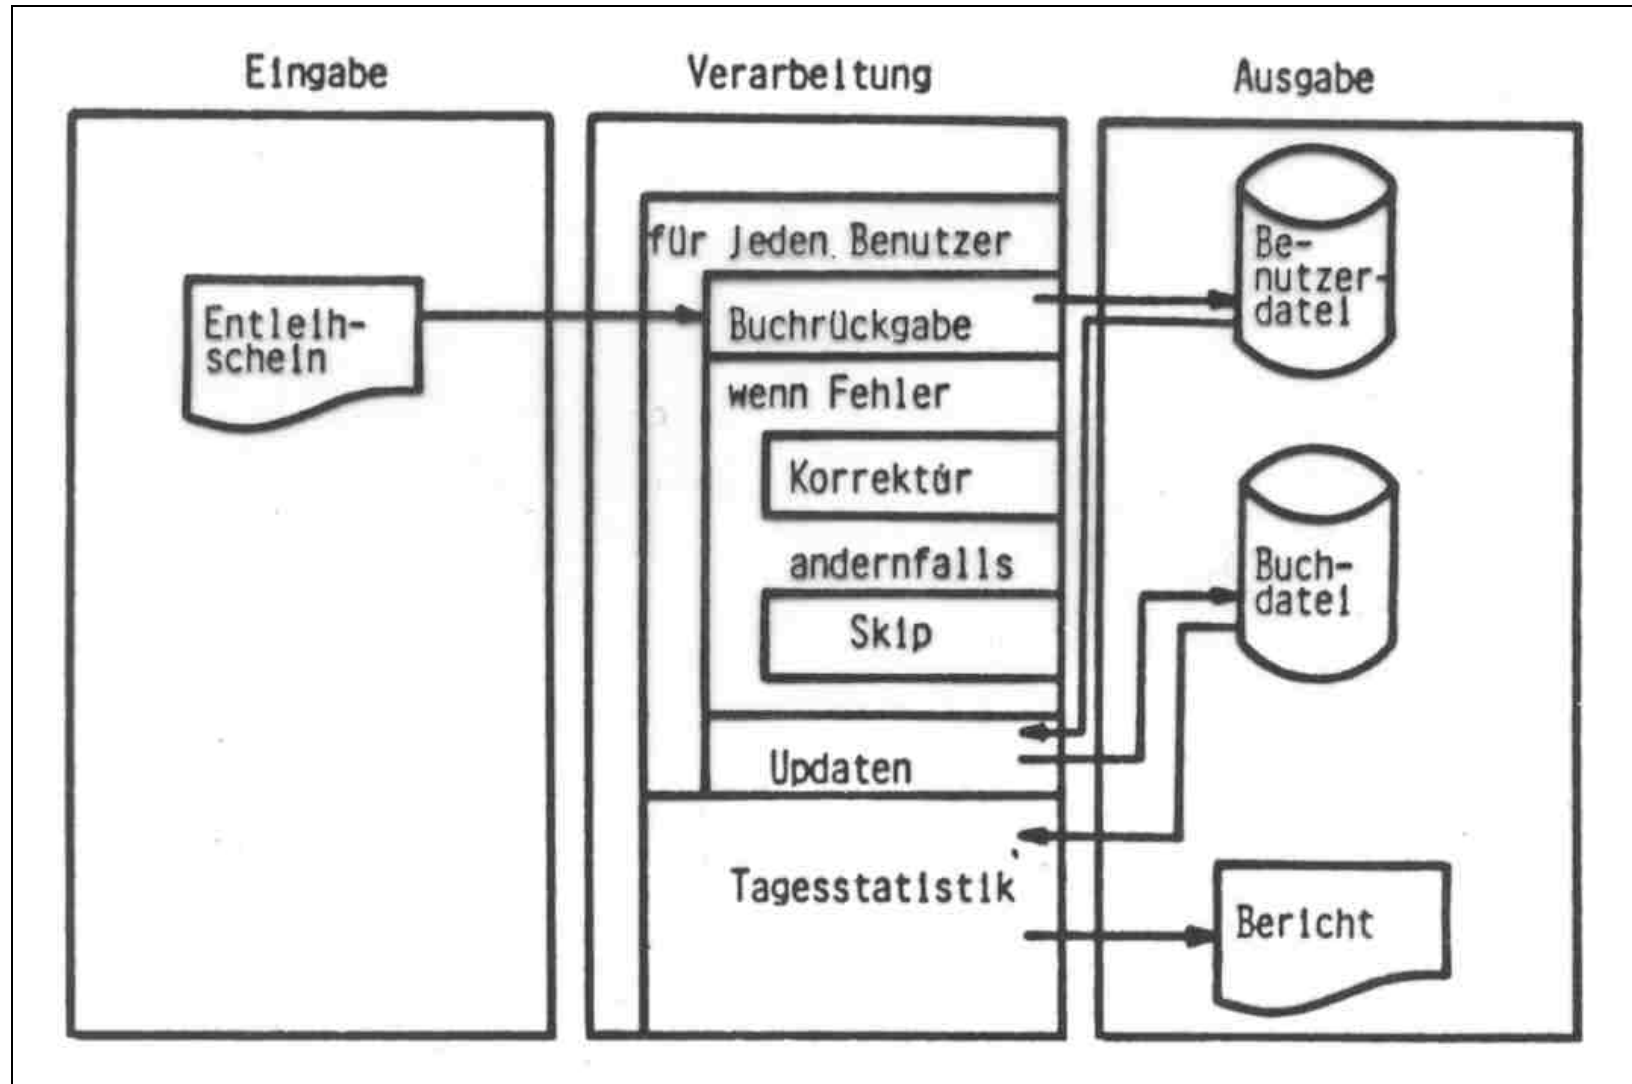 Eingabe
Verarbeitung
Ausgabe
für jeden Benutzer
Entleih-
schein
Buchrückgabe
wenn Fehler
Korrektur
andernfalls
Skip
Updaten
Tagesstatistik
Be-
nutzer-
datei
Buch-
datei
Bericht